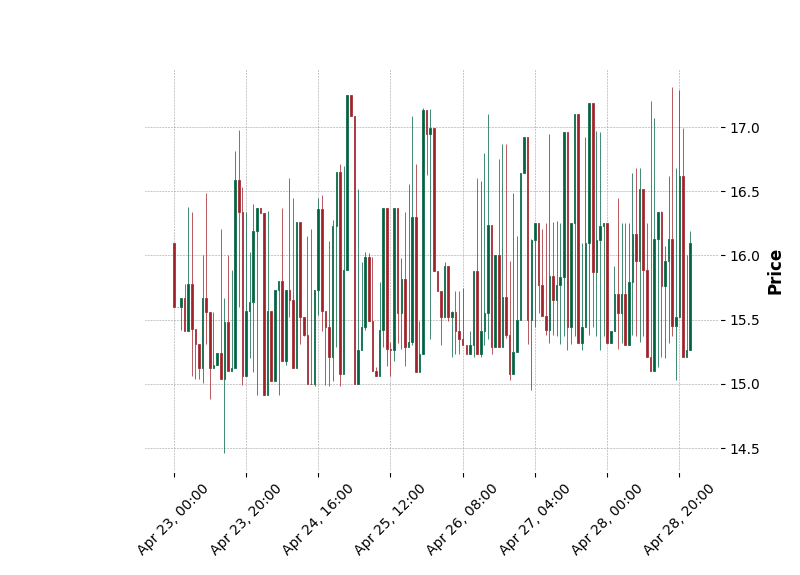 17.0
16.5
16.0
15.5
15.0
14.5
Price
Apr 23, 00:00
Apr 23, 20:00
Apr 24, 16:00
Apr 25, 12:00
Apr 26, 08:00
Apr 27, 04:00
Apr 28, 00:00
Apr 28, 20:00